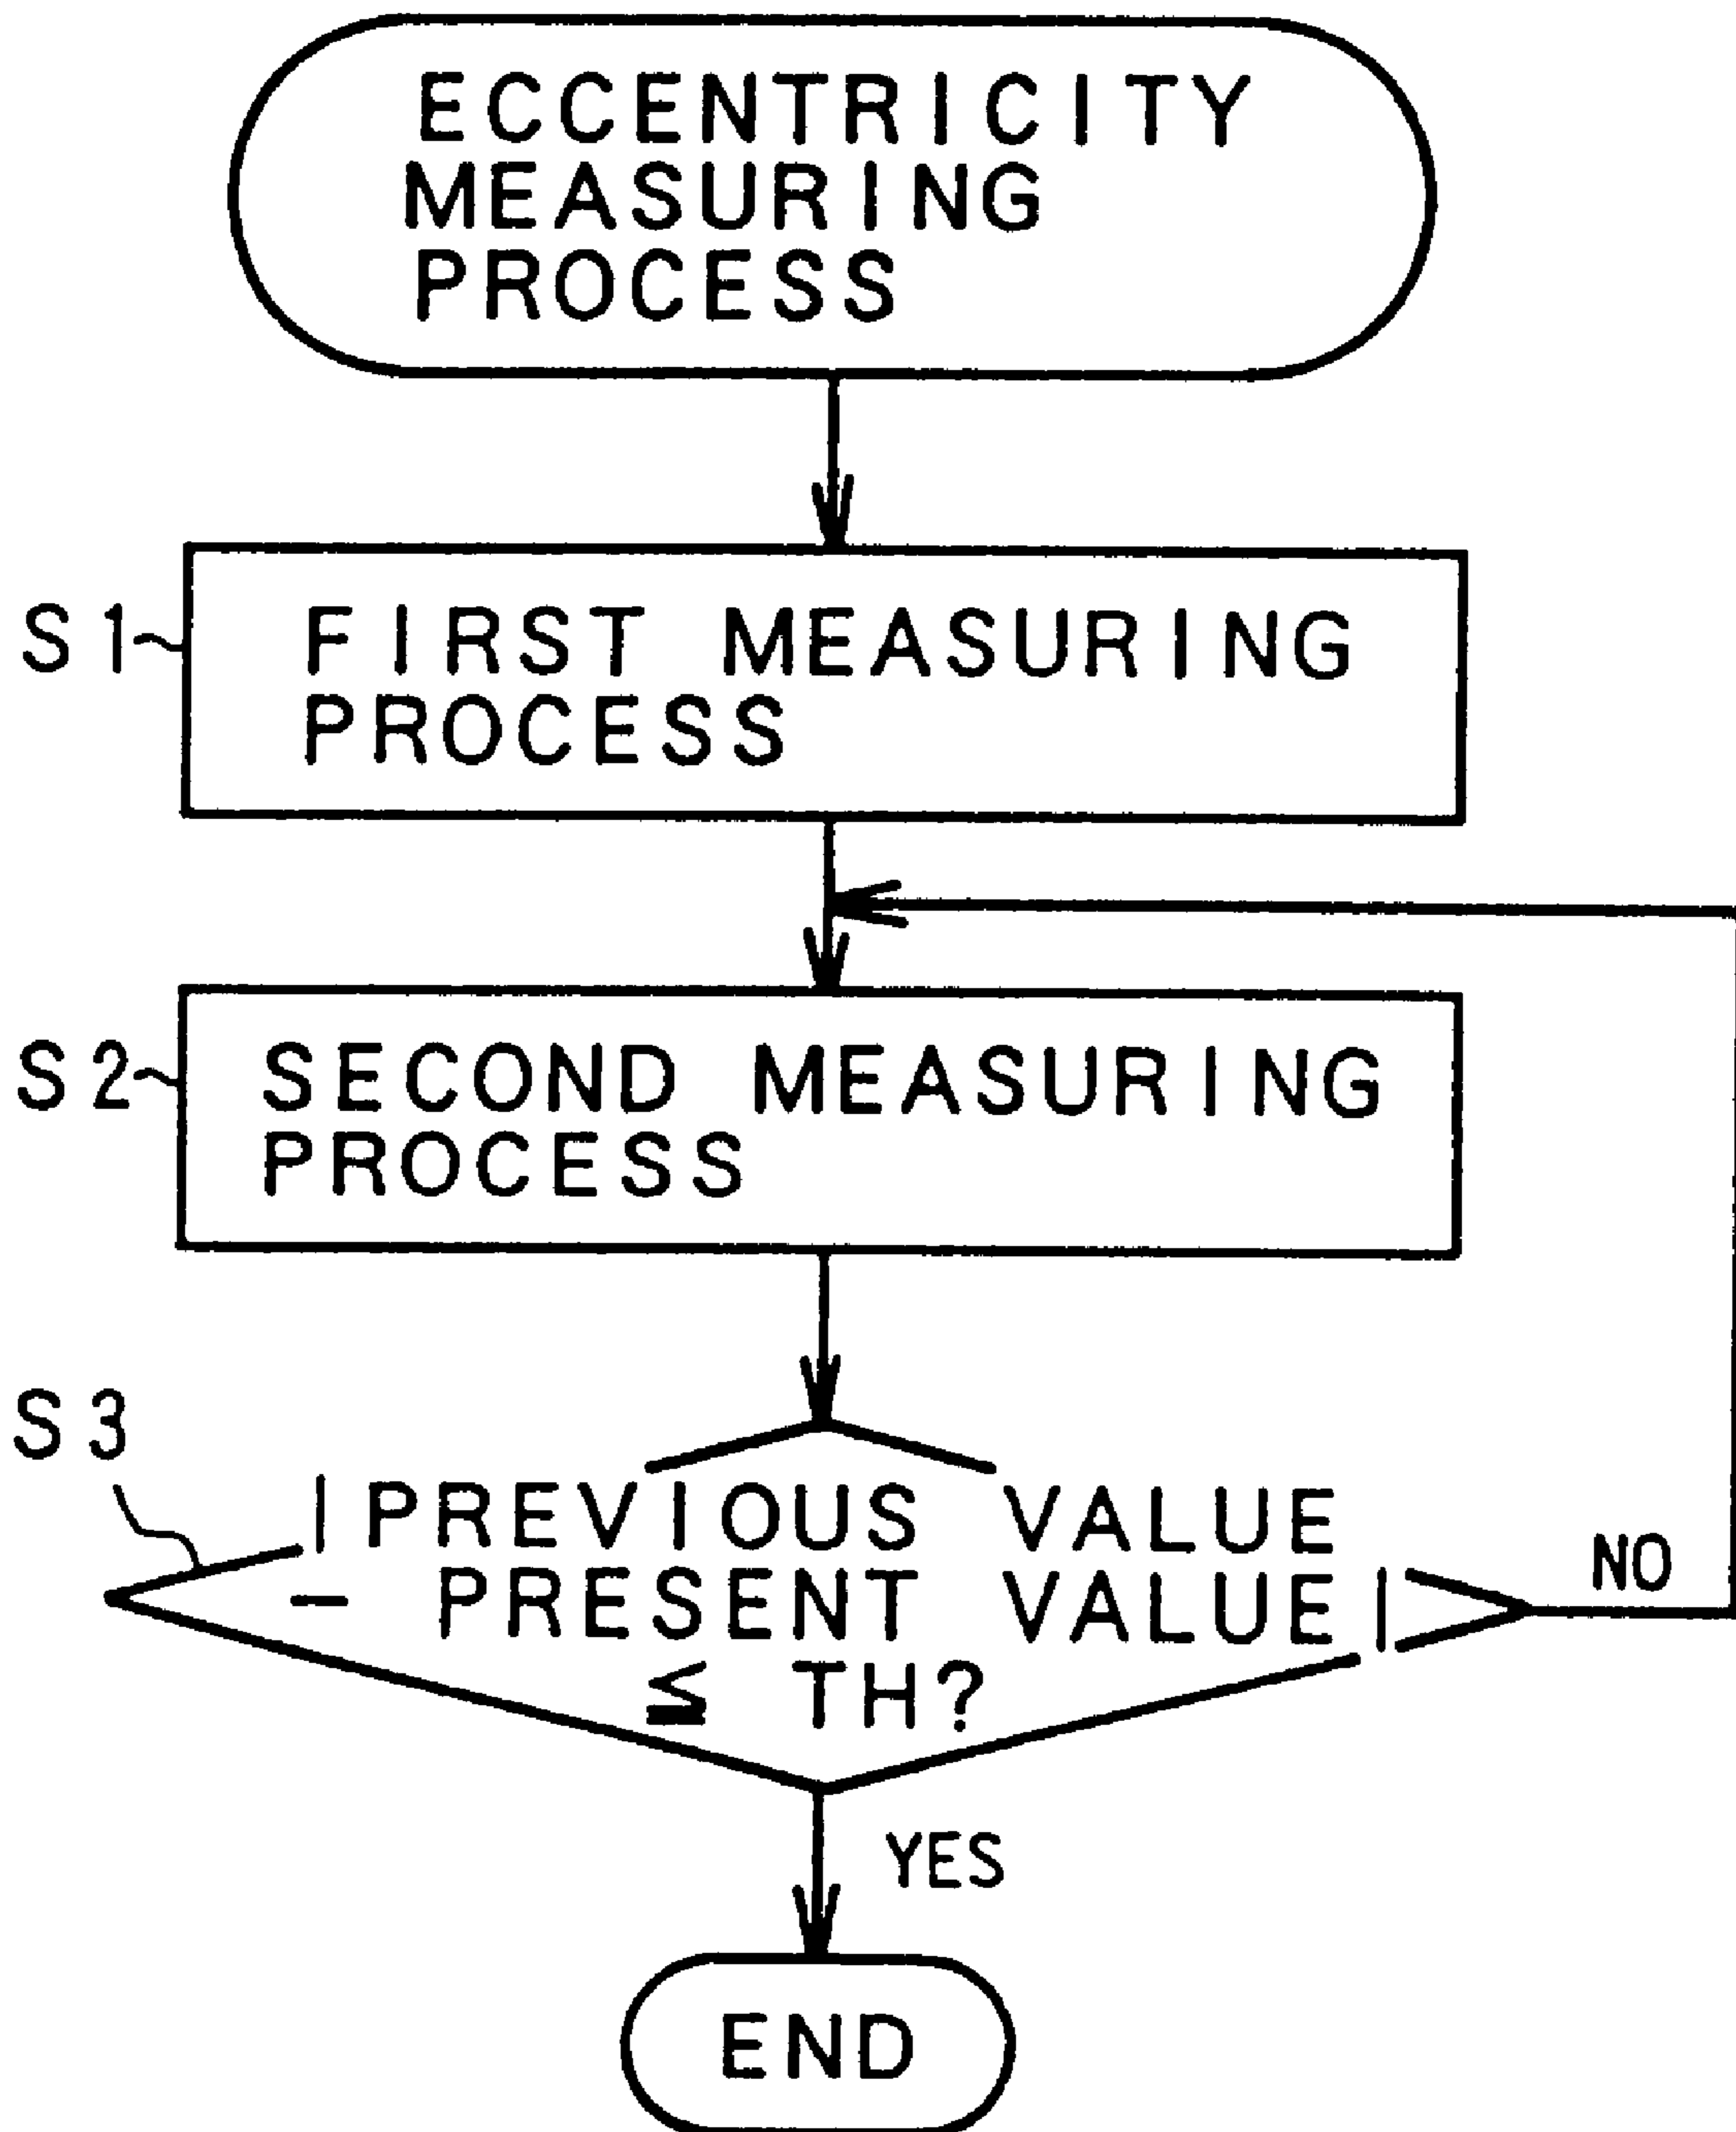 ECCENTRICITY
MEASURING
PROCESS
S1
FIRST MEASURING
PROCESS
S2
SECOND MEASURING
PROCESS
S3
|PREVIOUS VALUE
- PRESENT VALUE|
≦ TH?
NO
YES
END